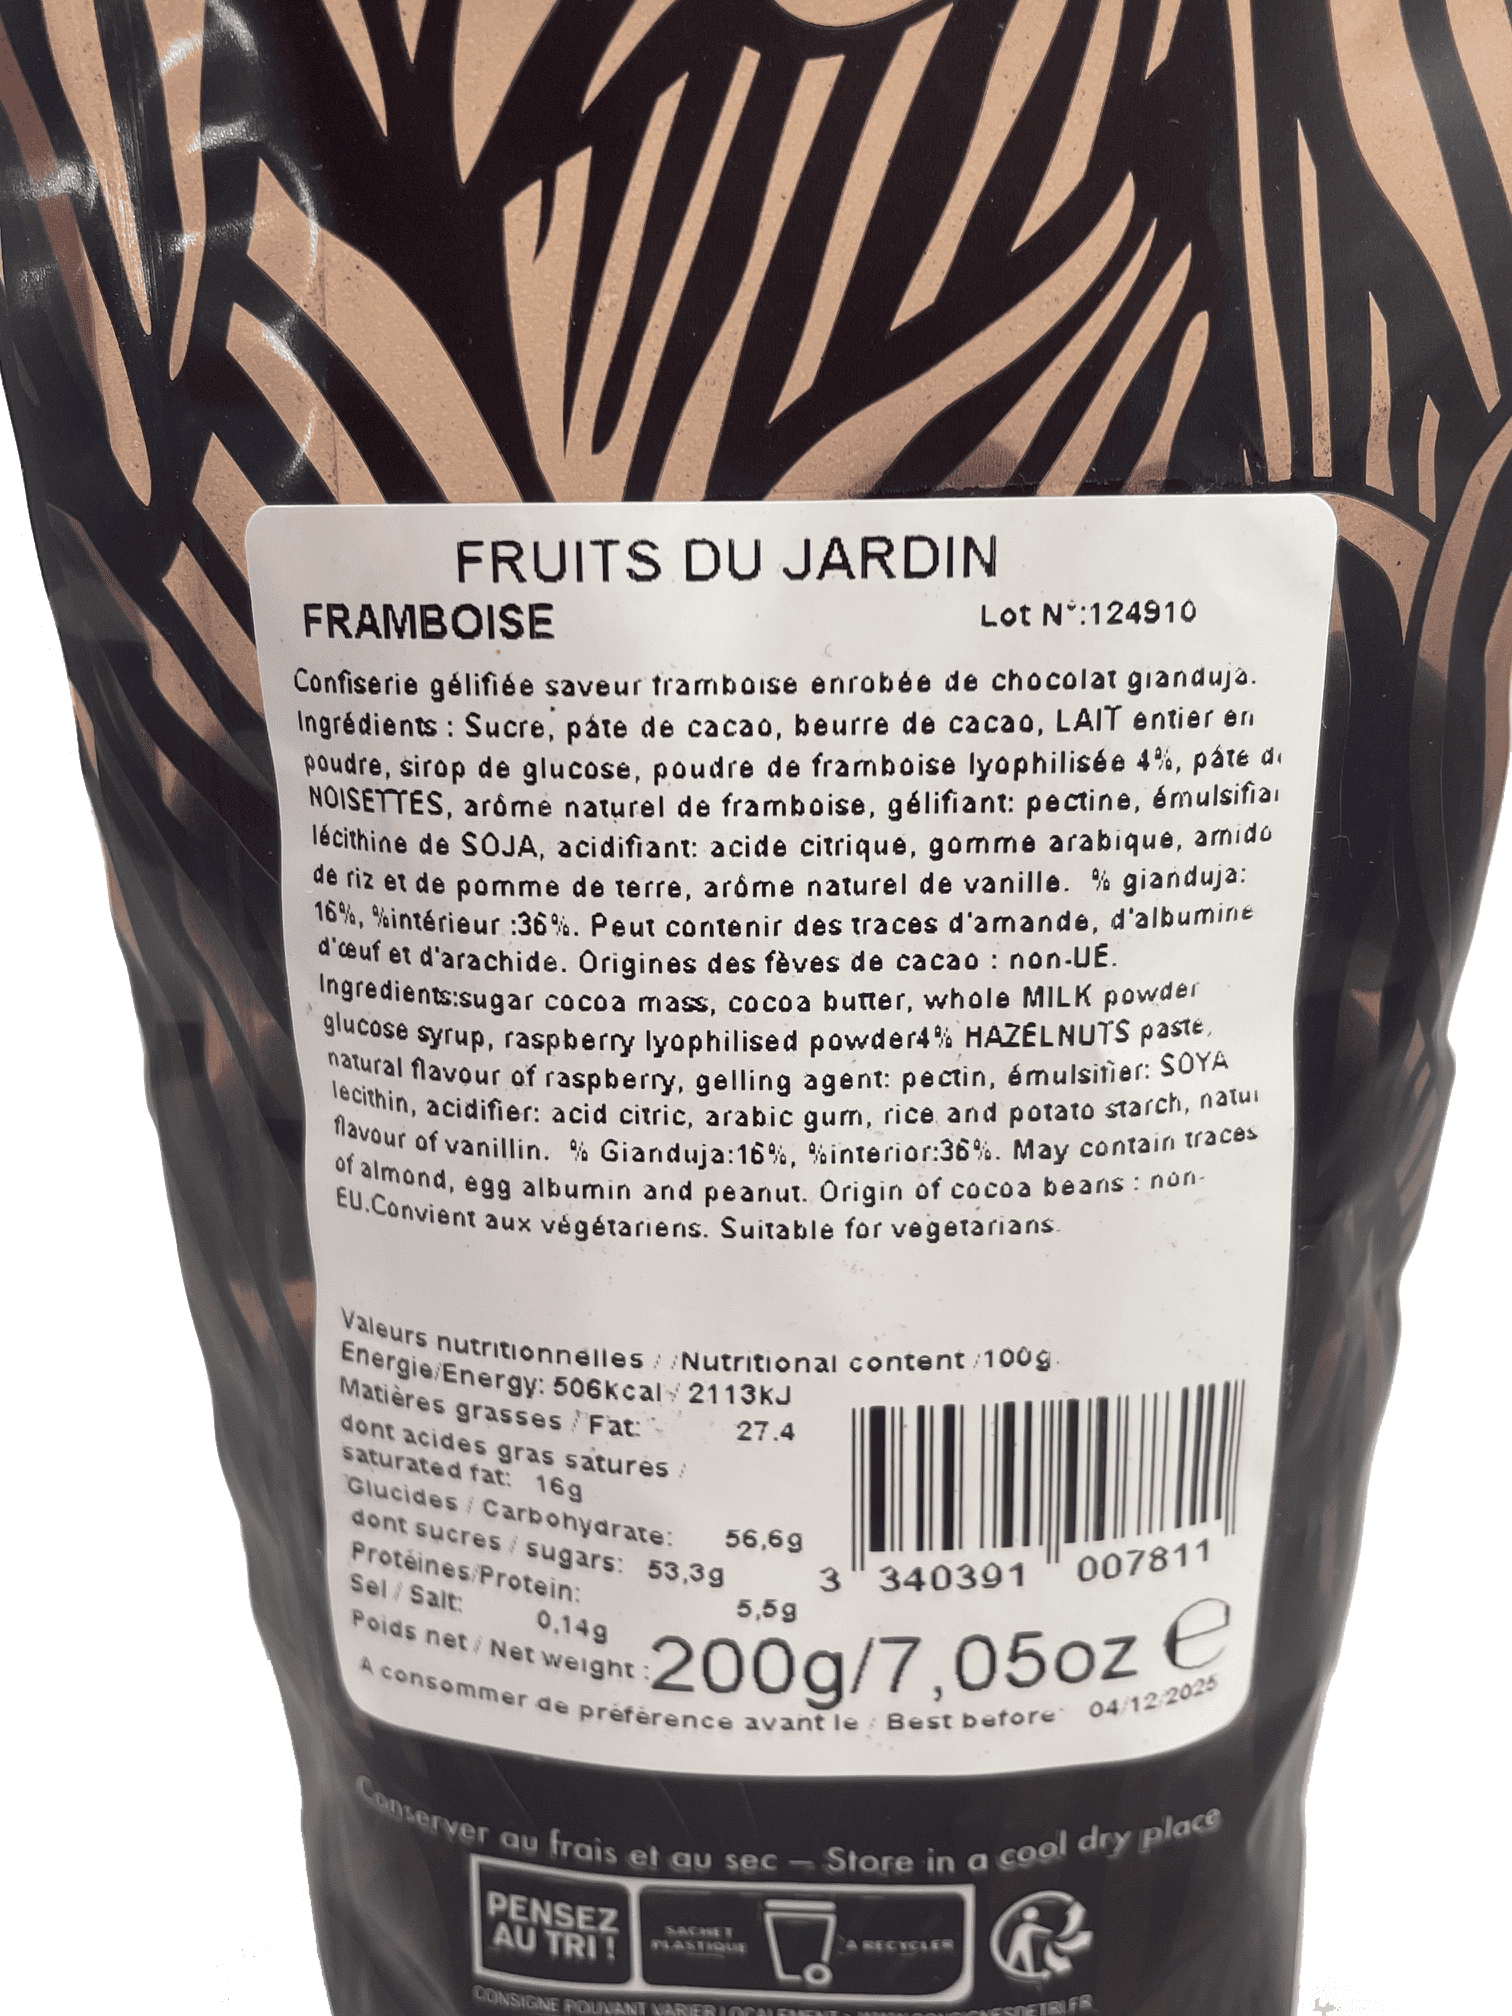 FRUITS DU JARDIN
FRAMBOISE Lot N°:124910
Confiserie gélifiée saveur framboise enrobée de chocolat gianduja.
Ingrédients : Sucre, pâte de cacao, beurre de cacao, LAIT entier en
poudre, sirop de glucose, poudre de framboise lyophilisée 4%, pâte
NOISETTES, arôme naturel de framboise, gélifiant: pectine,
lécithine de SOJA, acidifiant: acide citrique, gomme arabique, amido
de riz et de pomme de terre, arôme naturel de vanille. % gianduja:
16%, %intérieur :36%. Peut contenir des traces d'amande, d'albumine
d'œuf et d'arachide. Origines des fèves de cacao : non-UE.
Ingredients:sugar cocoa mass, cocoa butter, whole MILK powder
glucose syrup, raspberry lyophilised powder4% HAZELNUTS paste,
natural flavour of raspberry, gelling agent: pectin, émulsifier: SOYA
lecithin, acidifier: acid citric, arabic gum, rice and potato starch,
flavour of vanillin. % Gianduja:16%, %interior:36%. May contain traces
of almond, egg albumin and peanut. Origin of cocoa beans : non-
EU.Convient aux végétariens. Suitable for vegetarians.
Valeurs nutritionnelles / /Nutritional content /100g.
Energie/Energy: 506Kcal / 2113KJ
Matières grasses / Fat: 27.4
dont acides gras saturés /
saturated fat: 16g
Glucides / Carbohydrate: 56,6g
dont sucres / sugars: 53,3g
Protéines/Protein: 5,5g
Sel / Salt: 0,14g
3 340391 007811
Poids net / Net weight : 200g/7,05oz e
A consommer de préférence avant le / Best before 04/12/2025
Conserver au frais et au sec – Store in a cool dry place
PENSEZ
AU TRI !
SACHET
PLASTIQUE
A RECYCLER
CONSIGNE POUVANT VARIER LOCALEMENT